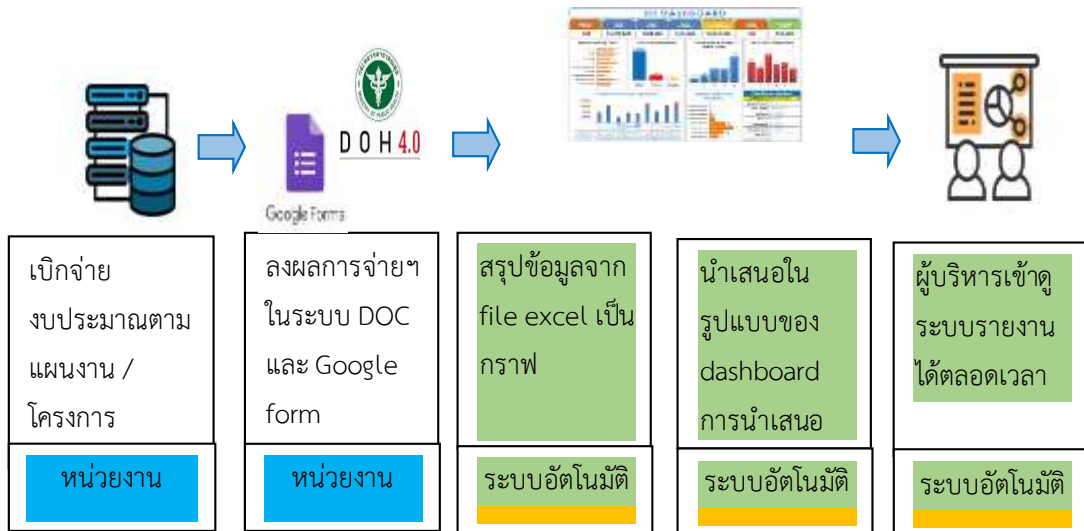 DASHBOARD
DOH 4.0
Google Forms
เบิกจ่าย
งบประมาณตาม
แผนงาน /
โครงการ
หน่วยงาน
ลงผลการจ่ายฯ
ในระบบ DOC
และ Google
form
หน่วยงาน
สรุปข้อมูลจาก
file excel เป็น
กราฟ
ระบบอัตโนมัติ
นำเสนอใน
รูปแบบของ
dashboard
การนำเสนอ
ระบบอัตโนมัติ
ผู้บริหารเข้าดู
ระบบรายงาน
ได้ตลอดเวลา
ระบบอัตโนมัติ